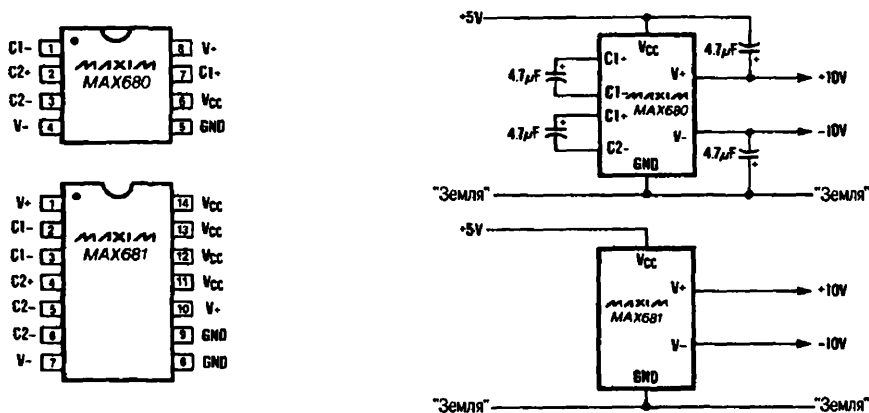 C1- 1 8 V+
C2+ 2 7 C1+
C2- 3 6 VCC
V- 4 5 GND
MAXIM
MAX680
V+ 1 14 VCC
C1- 2 13 VCC
C1- 3 12 VCC
C2+ 4 11 VCC
C2- 5 10 V+
C2- 6 9 GND
V- 7 8 GND
MAXIM
MAX681
+5V
VCC
4.7µF
C1+
4.7µF
V+
+10V
C1-
MAXIM
MAX680
C1+
4.7µF
V-
-10V
C2-
4.7µF
GND
"Земля" "Земля"
+5V
VCC
V+
+10V
MAXIM
MAX681
V-
-10V
GND
"Земля" "Земля"